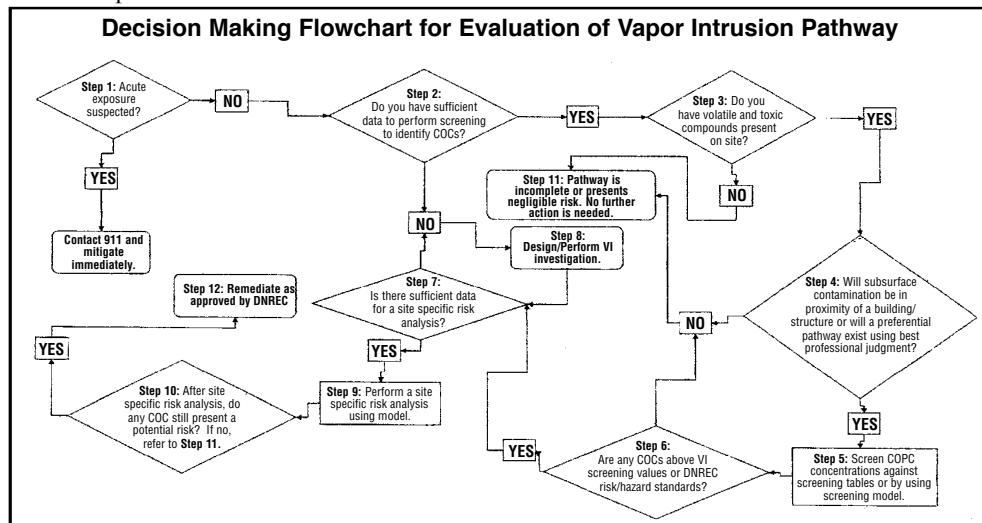 Decision Making Flowchart for Evaluation of Vapor Intrusion Pathway
Step 1: Acute
exposure
suspected?
NO
Step 2:
Do you have sufficient
data to perform screening
to identify COCs?
YES
Step 3: Do you
have volatile and toxic
compounds present
on site?
YES
YES
Contact 911 and
mitigate
immediately.
NO
Step 11: Pathway is
incomplete or presents
negligible risk. No further
action is needed.
NO
Step 8:
Design/Perform VI
investigation.
Step 4: Will subsurface
contamination be in
proximity of a building/
structure or will a preferential
pathway exist using best
professional judgment?
NO
YES
Step 5: Screen COPC
concentrations against
screening tables or by using
screening model.
Step 6:
Are any COCs above VI
screening values or DNREC
risk/hazard standards?
YES
Step 7:
Is there sufficient data
for a site specific risk
analysis?
YES
Step 9: Perform a site
specific risk analysis
using model.
Step 10: After site
specific risk analysis, do
any COC still present a
potential risk? If no,
refer to Step 11.
YES
Step 12: Remediate as
approved by DNREC